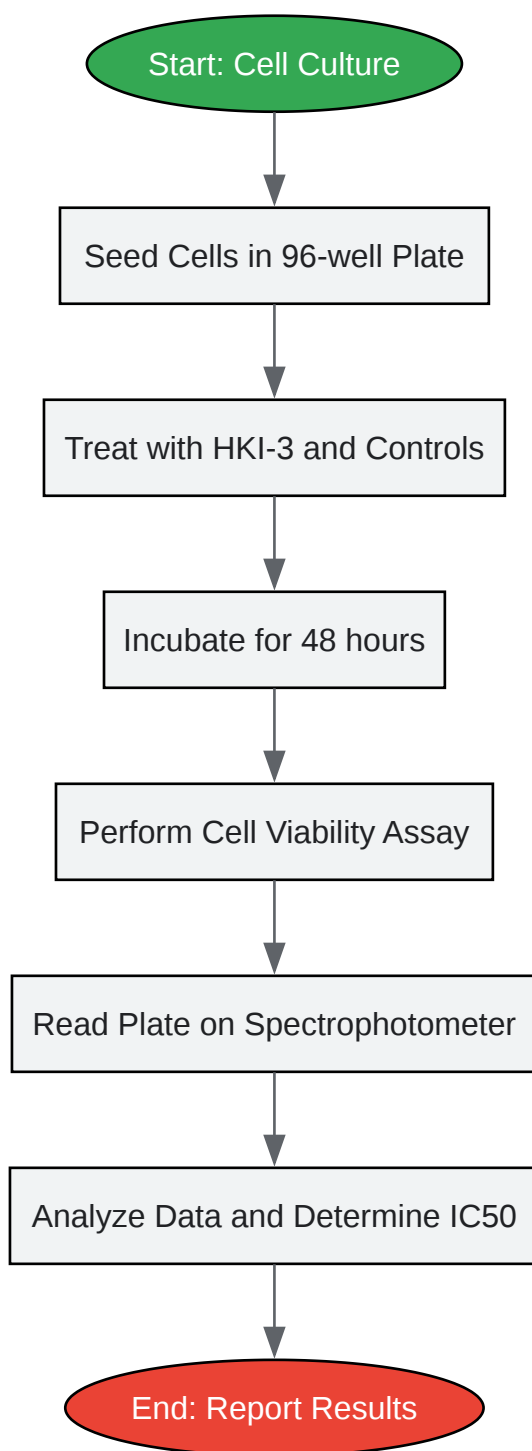 Start: Cell Culture
Seed Cells in 96-well Plate
Treat with HKI-3 and Controls
Incubate for 48 hours
Perform Cell Viability Assay
Read Plate on Spectrophotometer
Analyze Data and Determine IC50
End: Report Results